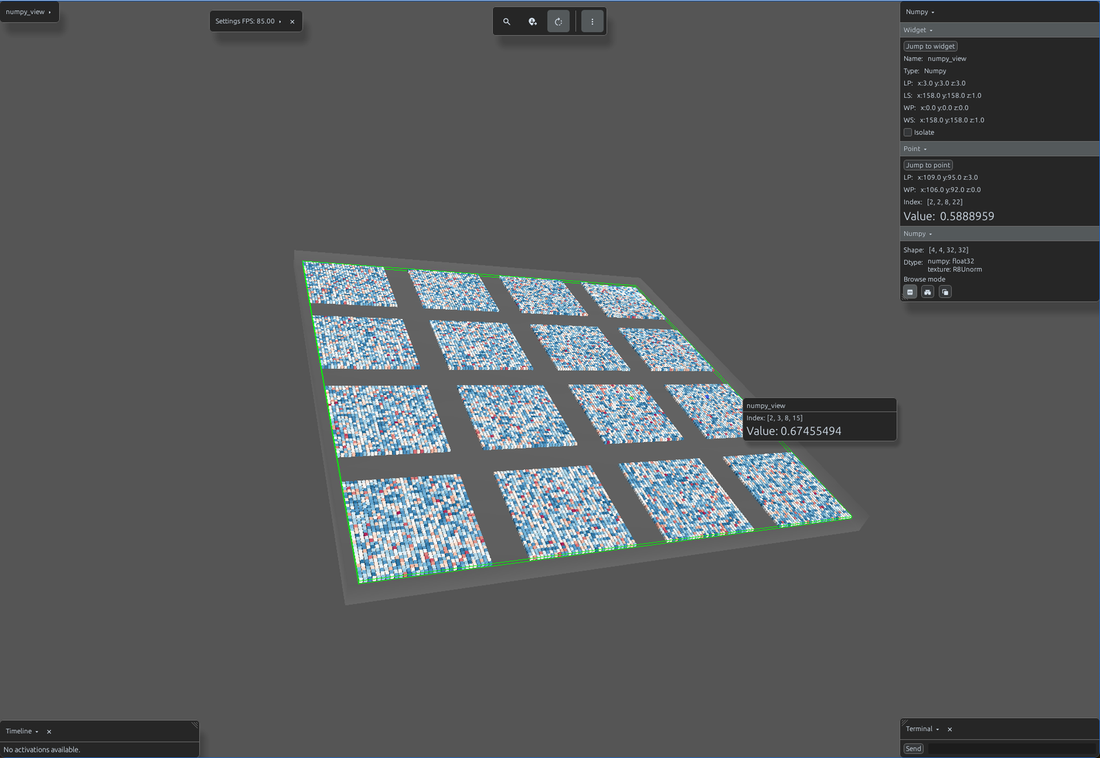 numpy_view
Settings FPS: 85.00
Numpy
Widget
Jump to widget
Name: numpy_view
Type: Numpy
LP: x:3.0 y:3.0 z:3.0
LS: x:158.0 y:158.0 z:1.0
WP: x:0.0 y:0.0 z:0.0
WS: x:158.0 y:158.0 z:1.0
Isolate
Point
Jump to point
LP: x:109.0 y:95.0 z:3.0
WP: x:106.0 y:92.0 z:0.0
Index: [2, 2, 8, 22]
Value: 0.5888959
Numpy
Shape: [4, 4, 32, 32]
Dtype: numpy: float32
texture: R8Unorm
Browse mode
numpy_view
Index: [2, 3, 8, 15]
Value: 0.67455494
Timeline
No activations available.
Terminal
Send